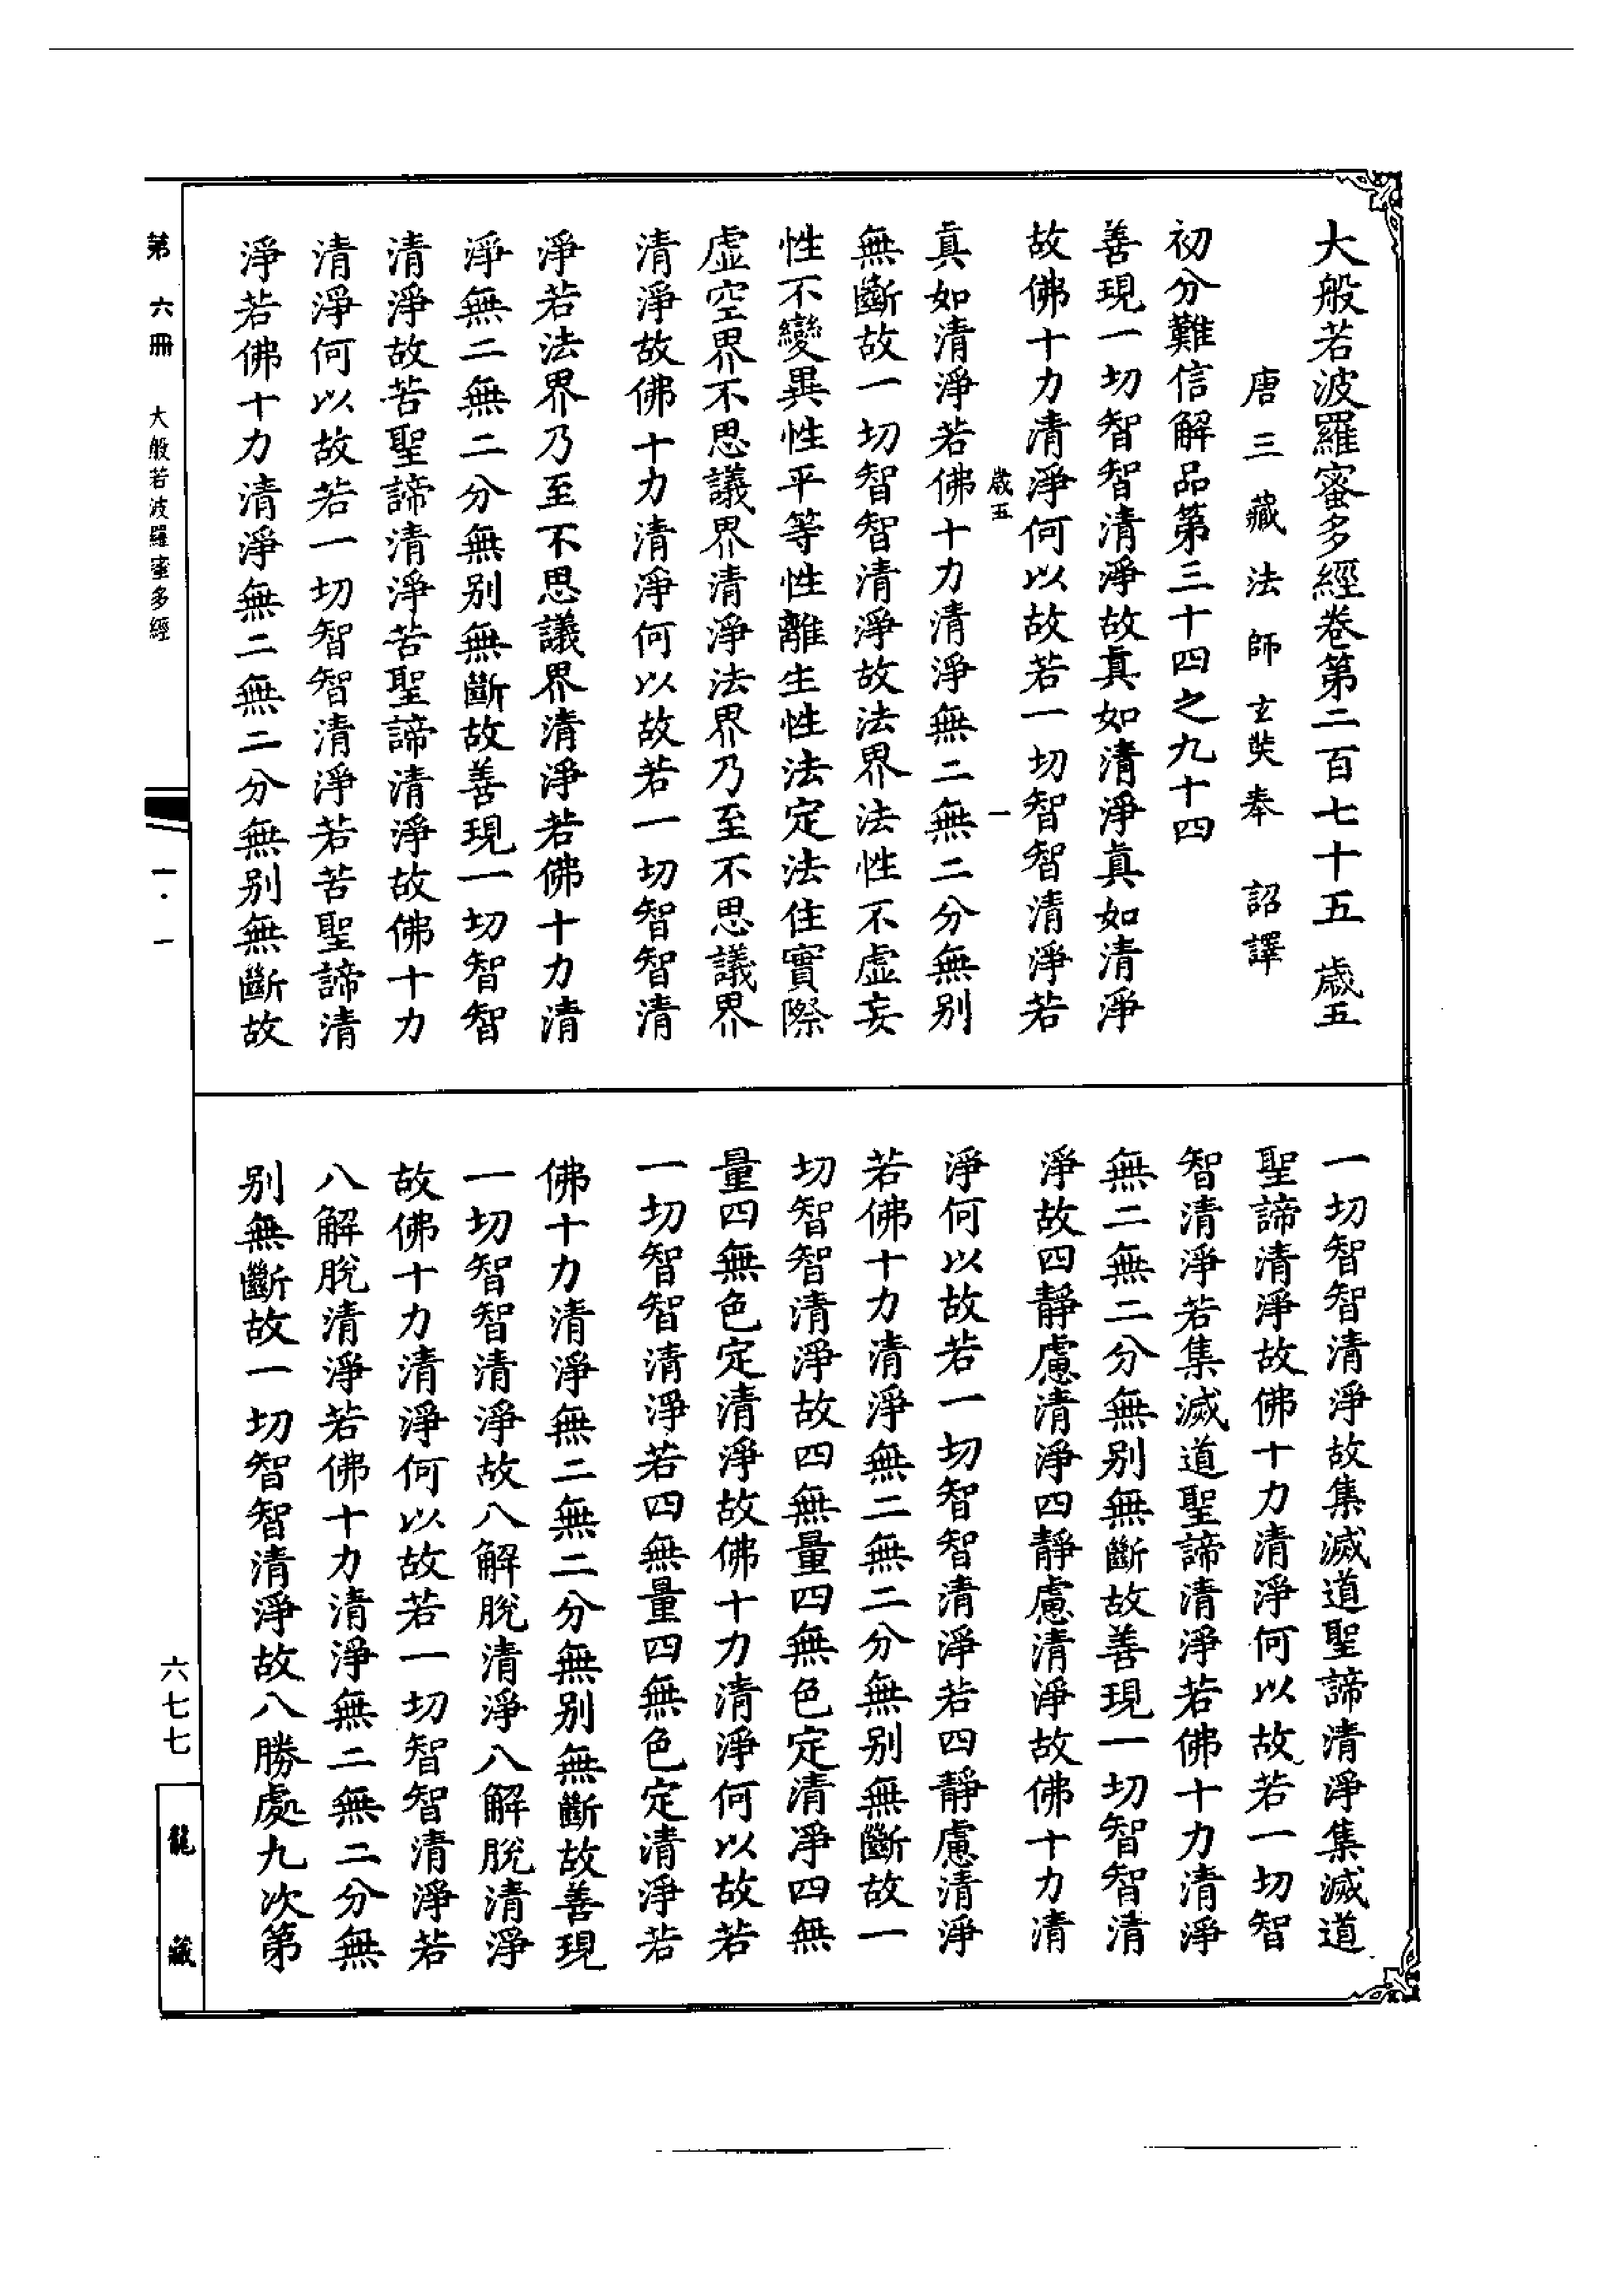 大般若波羅蜜多經卷第二百七十五　歲五
唐三藏法師玄奘奉　詔譯
初分難信解品第三十四之九十四
善現一切智智清淨故真如清淨真如清淨
故佛十力清淨何以故若一切智智清淨若
歲五　一
真如清淨若佛十力清淨無二無二分無別
無斷故一切智智清淨故法界法性不虛妄
性不變異性平等性離生性法定法住實際
虛空界不思議界清淨法界乃至不思議界
清淨故佛十力清淨何以故若一切智智清
淨若法界乃至不思議界清淨若佛十力清
淨無二無二分無別無斷故善現一切智智
清淨故苦聖諦清淨苦聖諦清淨故佛十力
清淨何以故若一切智智清淨若苦聖諦清
淨若佛十力清淨無二無二分無別無斷故
一切智智清淨故集滅道聖諦清淨集滅道
聖諦清淨故佛十力清淨何以故若一切智
智清淨若集滅道聖諦清淨若佛十力清淨
無二無二分無別無斷故善現一切智智清
淨故四靜慮清淨四靜慮清淨故佛十力清
淨何以故若一切智智清淨若四靜慮清淨
若佛十力清淨無二無二分無別無斷故一
切智智清淨故四無量四無色定清淨四無
量四無色定清淨故佛十力清淨何以故若
一切智智清淨若四無量四無色定清淨若
佛十力清淨無二無二分無別無斷故善現
一切智智清淨故八解脫清淨八解脫清淨
故佛十力清淨何以故若一切智智清淨若
八解脫清淨若佛十力清淨無二無二分無
別無斷故一切智智清淨故八勝處九次第
第六冊　大般若波羅蜜多經
一·一
六七七
龍藏